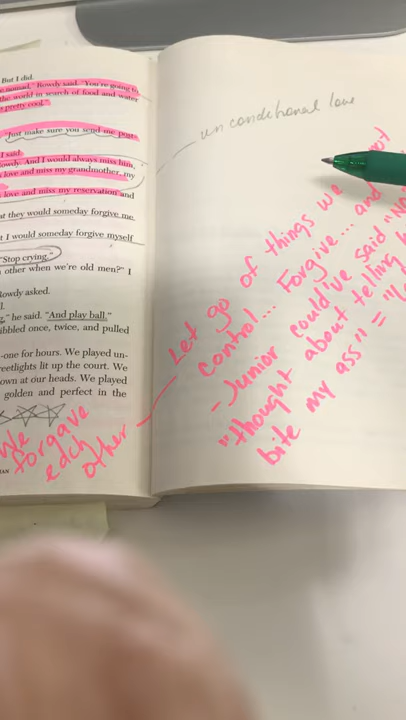 But I did.
nomad," Rowdy said. "You're going to
the world in search of food and water
pretty cool."
"Just make sure you send me post-
I said.
Rowdy. And I would always miss him.
love and miss my grandmother, my
love and miss my reservation and
they would someday forgive me
I would someday forgive myself
"Stop crying."
other when we're old men?" I
Rowdy asked.
he said. "And play ball."
dribbled once, twice, and pulled
-one for hours. We played un-
streetlights lit up the court. We
down at our heads. We played
golden and perfect in the
We
forgave
each
other
unconditional love
Let go of things we
control... Forgive... and
- Junior could've said "No
"thought about telling
bite my ass" =